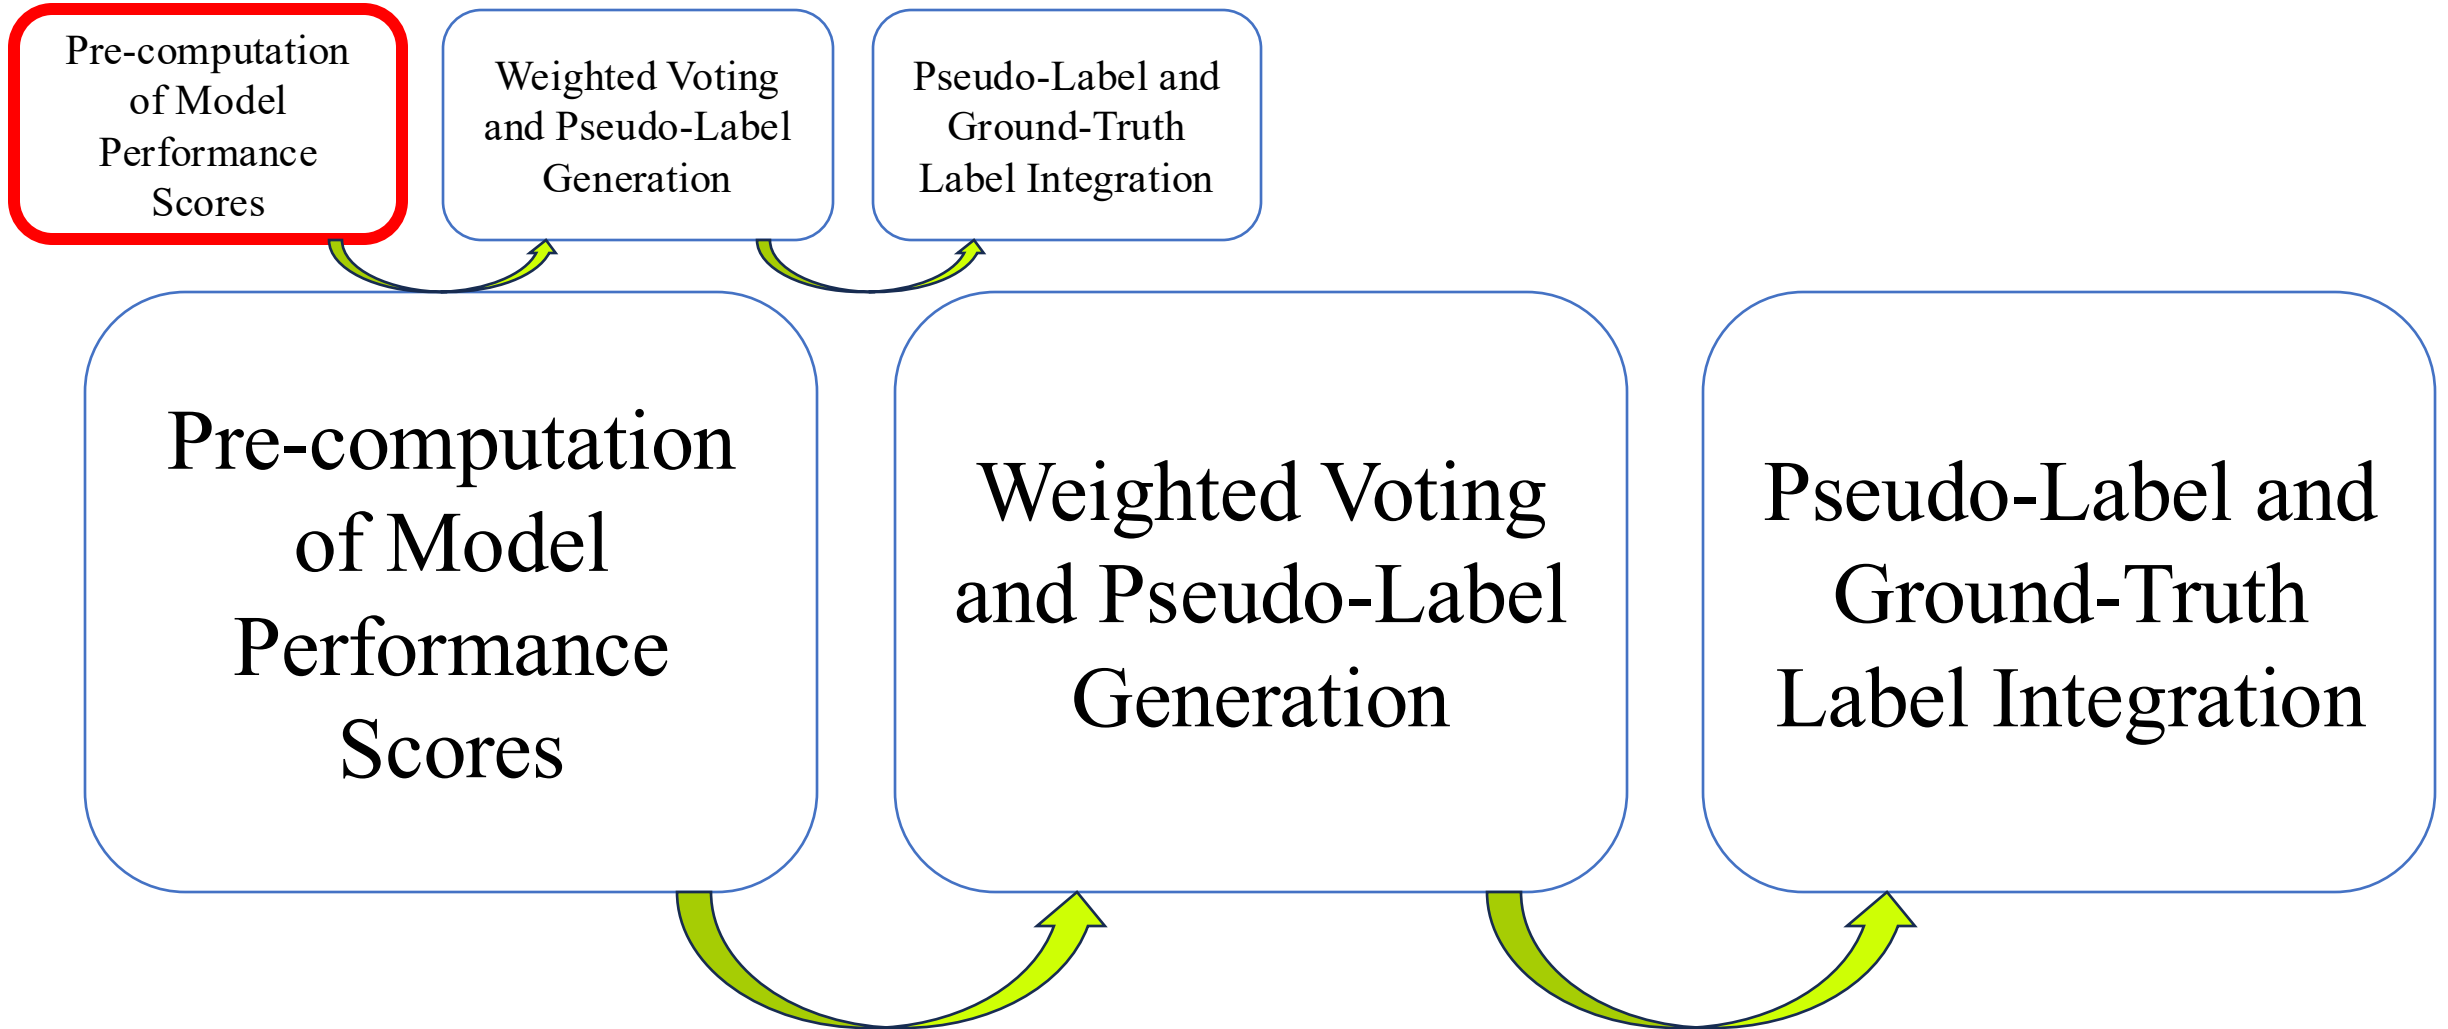 Pre-computation
of Model
Performance
Scores
Weighted Voting
and Pseudo-Label
Generation
Pseudo-Label and
Ground-Truth
Label Integration
Pre-computation
of Model
Performance
Scores
Weighted Voting
and Pseudo-Label
Generation
Pseudo-Label and
Ground-Truth
Label Integration